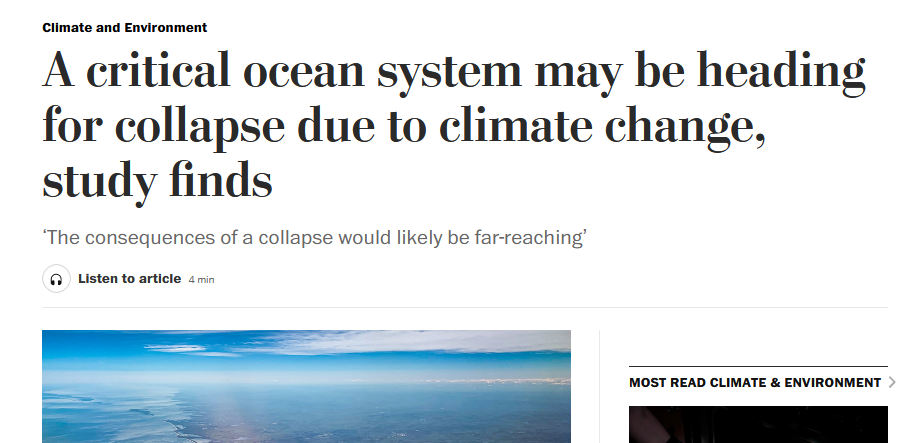 Climate and Environment
A critical ocean system may be heading
for collapse due to climate change,
study finds
‘The consequences of a collapse would likely be far-reaching’
Listen to article 4 min
MOST READ CLIMATE & ENVIRONMENT